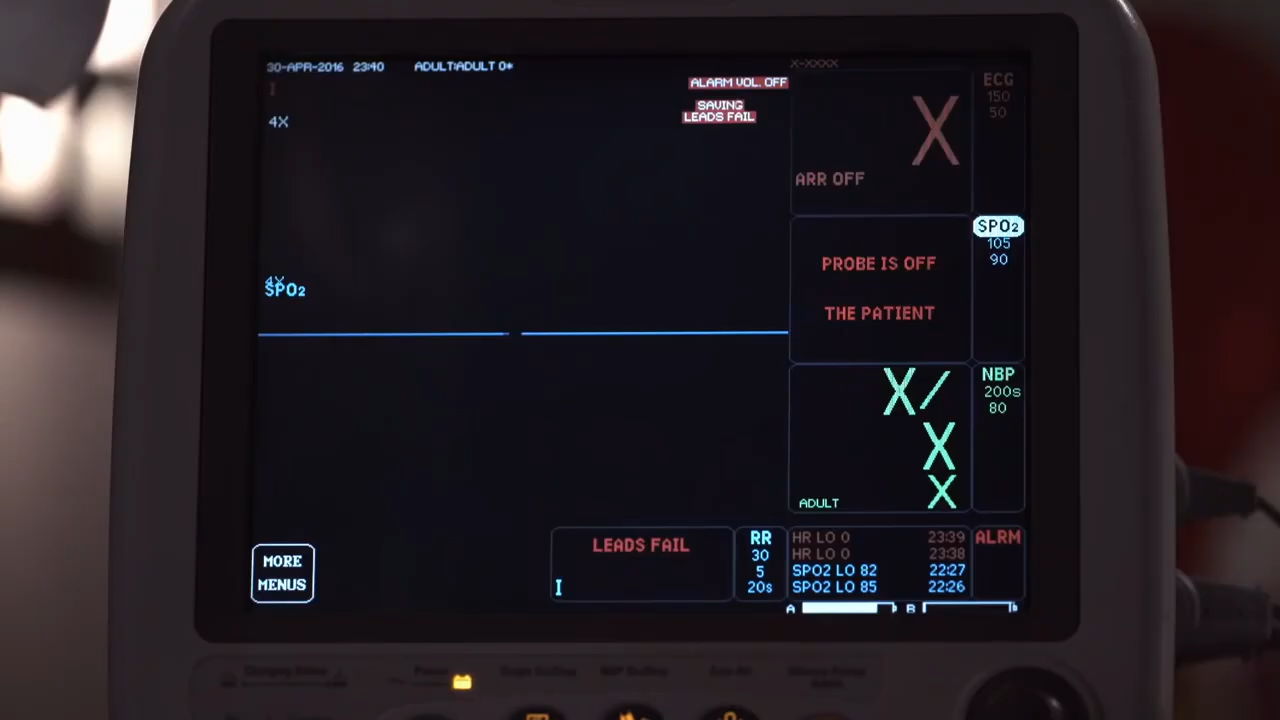 30-APR-2016 23:40 ADULT:ADULT 0* X-XXXX
ALARM VOL. OFF
I
SAVING
LEADS FAIL
4X
X
ARR OFF
ECG
150
50
4X
SPO2
PROBE IS OFF
THE PATIENT
SPO2
105
90
X/
X
X
ADULT
NBP
200s
80
MORE
MENUS
LEADS FAIL
I
RR
30
5
20s
HR LO 0 23:39
HR LO 0 23:38
SPO2 LO 82 22:27
SPO2 LO 85 22:26
ALRM
A B